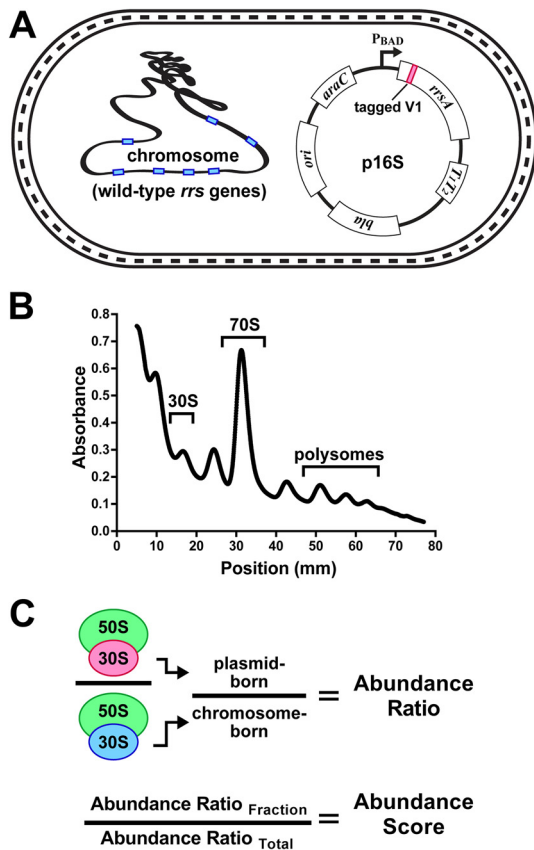 A
chromosome
(wild-type rrs genes)
PBAD
araC
rrsA
tagged V1
ori
p16S
T1T2
bla
B
Absorbance
0.8
0.7
0.6
0.5
0.4
0.3
0.2
0.1
0.0
30S
70S
polysomes
0 10 20 30 40 50 60 70 80
Position (mm)
C
50S
30S
50S
30S
plasmid-
born
chromosome-
born
=
Abundance
Ratio
Abundance Ratio Fraction
Abundance Ratio Total
=
Abundance
Score